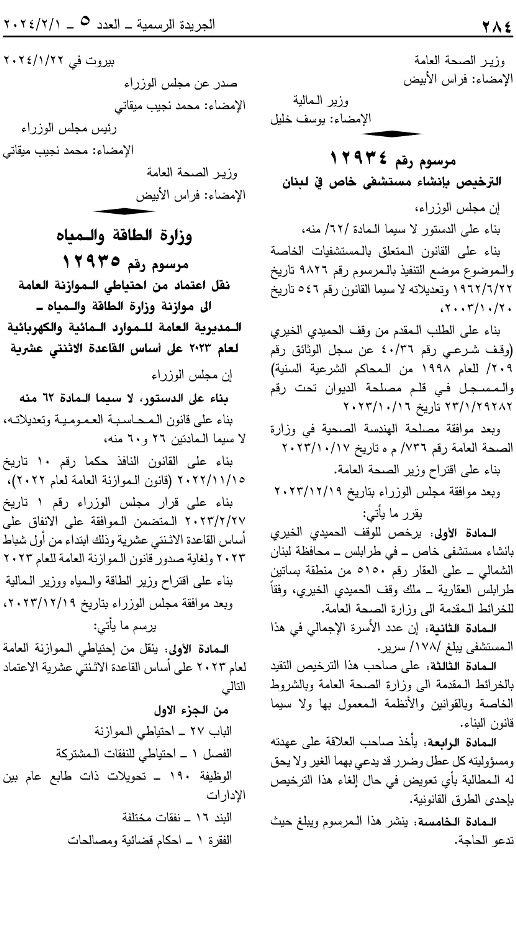 ٢٨٤
الجريدة الرسمية ـ العدد ٥ ـ ٢٠٢٤/٢/١
وزير الصحة العامة
الإمضاء: فراس الأبيض
وزير المالية
الإمضاء: يوسف خليل
مرسوم رقم ١٢٩٣٤
الترخيص بإنشاء مستشفى خاص في لبنان
إن مجلس الوزراء،
بناء على الدستور لا سيما المادة /٦٢/ منه،
بناء على القانون المتعلق بالمستشفيات الخاصة
والموضوع موضع التنفيذ بالمرسوم رقم ٩٨٢٦ تاريخ
١٩٦٢/٦/٢٢ وتعديلاته لا سيما القانون رقم ٥٤٦ تاريخ
٢٠٠٣/١٠/٢٠،
بناء على الطلب المقدم من وقف الحميدي الخيري
(وقف شرعي رقم ٤٠/٣٦ عن سجل الوثائق رقم
/٢٠٩ للعام ١٩٩٨ من المحاكم الشرعية السنية)
والمسجل في قلم مصلحة الديوان تحت رقم
٢٣/١/٢٩٢٨٢ تاريخ ٢٠٢٣/١٠/١٦
وبعد موافقة مصلحة الهندسة الصحية في وزارة
الصحة العامة رقم ٧٣٦/ م ه تاريخ ٢٠٢٣/١٠/١٧
بناء على اقتراح وزير الصحة العامة.
وبعد موافقة مجلس الوزراء بتاريخ ٢٠٢٣/١٢/١٩
يقرر ما يأتي:
المادة الأولى: يرخص للوقف الحميدي الخيري
بانشاء مستشفى خاص ـ في طرابلس ـ محافظة لبنان
الشمالي ـ على العقار رقم ٥١٥٠ من منطقة بساتين
طرابلس العقارية ـ ملك وقف الحميدي الخيري، وفقاً
للخرائط المقدمة الى وزارة الصحة العامة.
المادة الثانية: إن عدد الأسرة الإجمالي في هذا
المستشفى يبلغ /١٧٨/ سرير.
المادة الثالثة: على صاحب هذا الترخيص التقيد
بالخرائط المقدمة الى وزارة الصحة العامة وبالشروط
الخاصة وبالقوانين والأنظمة المعمول بها ولا سيما
قانون البناء.
المادة الرابعة: يأخذ صاحب العلاقة على عهدته
ومسؤوليته كل عطل وضرر قد يدعي بهما الغير ولا يحق
له المطالبة بأي تعويض في حال إلغاء هذا الترخيص
بإحدى الطرق القانونية.
المادة الخامسة: ينشر هذا المرسوم ويبلغ حيث
تدعو الحاجة.
بيروت في ٢٠٢٤/١/٢٢
صدر عن مجلس الوزراء
الإمضاء: محمد نجيب ميقاتي
رئيس مجلس الوزراء
الإمضاء: محمد نجيب ميقاتي
وزير الصحة العامة
الإمضاء: فراس الأبيض
وزارة الطاقة والمياه
مرسوم رقم ١٢٩٣٥
نقل اعتماد من احتياطي الموازنة العامة
الى موازنة وزارة الطاقة والمياه ـ
المديرية العامة للموارد المائية والكهربائية
لعام ٢٠٢٣ على أساس القاعدة الاثنتي عشرية
إن مجلس الوزراء
بناء على الدستور، لا سيما المادة ٦٢ منه
بناء على قانون المحاسبة العمومية وتعديلاته،
لا سيما المادتين ٢٦ و٦٠ منه،
بناء على القانون النافذ حكما رقم ١٠ تاريخ
٢٠٢٢/١١/١٥ (قانون الموازنة العامة لعام ٢٠٢٢)،
بناء على قرار مجلس الوزراء رقم ١ تاريخ
٢٠٢٣/٢/٢٧ المتضمن الموافقة على الانفاق على
أساس القاعدة الاثنتي عشرية وذلك ابتداء من أول شباط
٢٠٢٣ ولغاية صدور قانون الموازنة العامة للعام ٢٠٢٣
بناء على اقتراح وزير الطاقة والمياه ووزير المالية
وبعد موافقة مجلس الوزراء بتاريخ ٢٠٢٣/١٢/١٩،
يرسم ما يأتي:
المادة الأولى: ينقل من إحتياطي الموازنة العامة
لعام ٢٠٢٣ على أساس القاعدة الاثنتي عشرية الاعتماد
التالي
من الجزء الاول
الباب ٢٧ ـ احتياطي الموازنة
الفصل ١ ـ احتياطي للنفقات المشتركة
الوظيفة ١٩٠ ـ تحويلات ذات طابع عام بين
الإدارات
البند ١٦ ـ نفقات مختلفة
الفقرة ١ ـ احكام قضائية ومصالحات